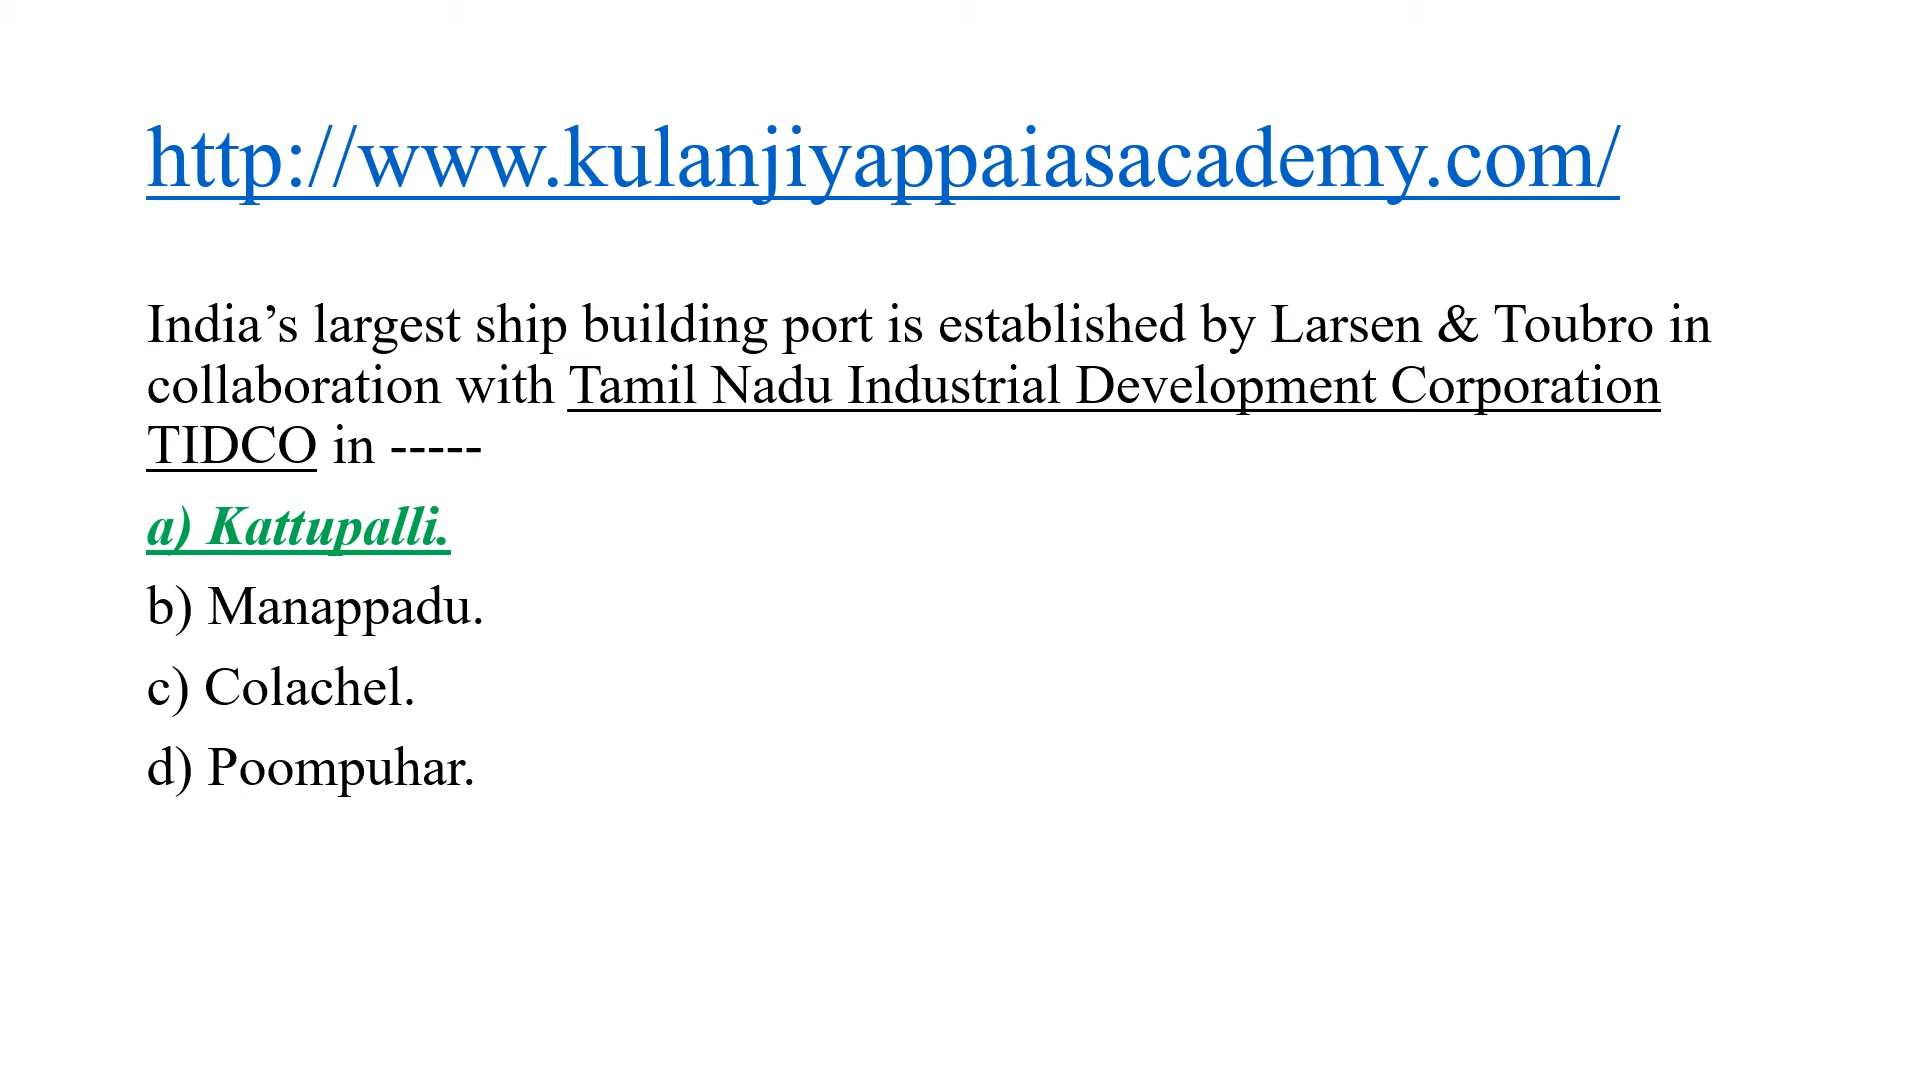 http://www.kulanjiyappaiasacademy.com/
India’s largest ship building port is established by Larsen & Toubro in
collaboration with Tamil Nadu Industrial Development Corporation
TIDCO in -----
a) Kattupalli.
b) Manappadu.
c) Colachel.
d) Poompuhar.